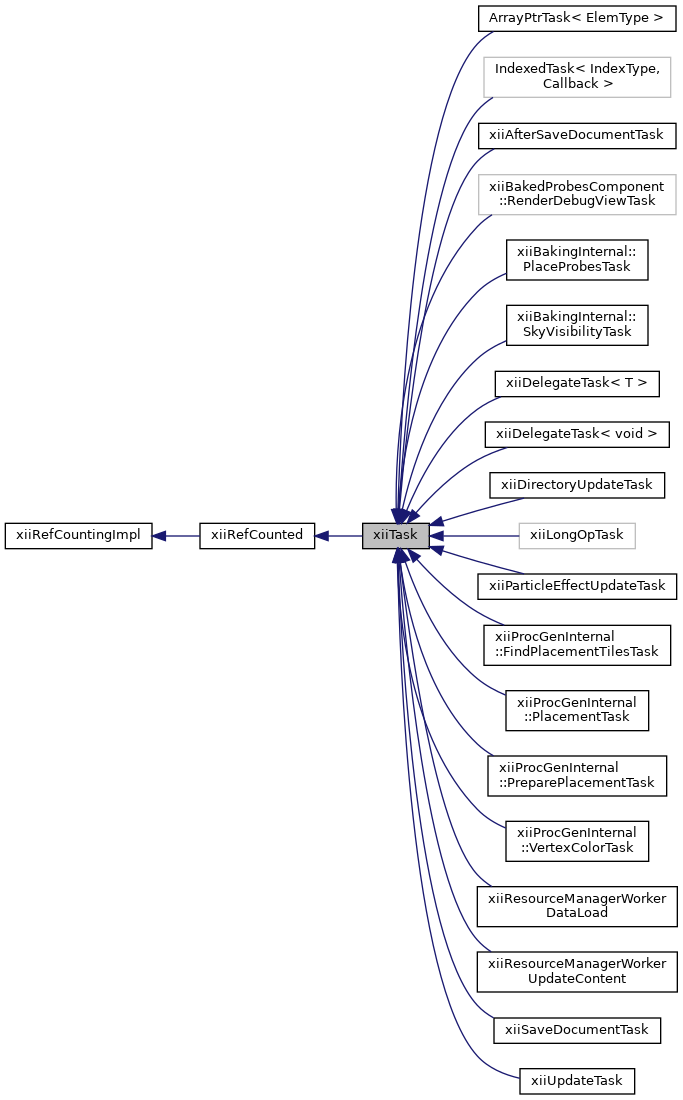 ArrayPtrTask< ElemType >
IndexedTask< IndexType,
Callback >
xiiAfterSaveDocumentTask
xiiBakedProbesComponent
::RenderDebugViewTask
xiiBakingInternal::
PlaceProbesTask
xiiBakingInternal::
SkyVisibilityTask
xiiDelegateTask< T >
xiiDelegateTask< void >
xiiDirectoryUpdateTask
xiiRefCountingImpl
xiiRefCounted
xiiTask
xiiLongOpTask
xiiParticleEffectUpdateTask
xiiProcGenInternal
::FindPlacementTilesTask
xiiProcGenInternal
::PlacementTask
xiiProcGenInternal
::PreparePlacementTask
xiiProcGenInternal
::VertexColorTask
xiiResourceManagerWorker
DataLoad
xiiResourceManagerWorker
UpdateContent
xiiSaveDocumentTask
xiiUpdateTask